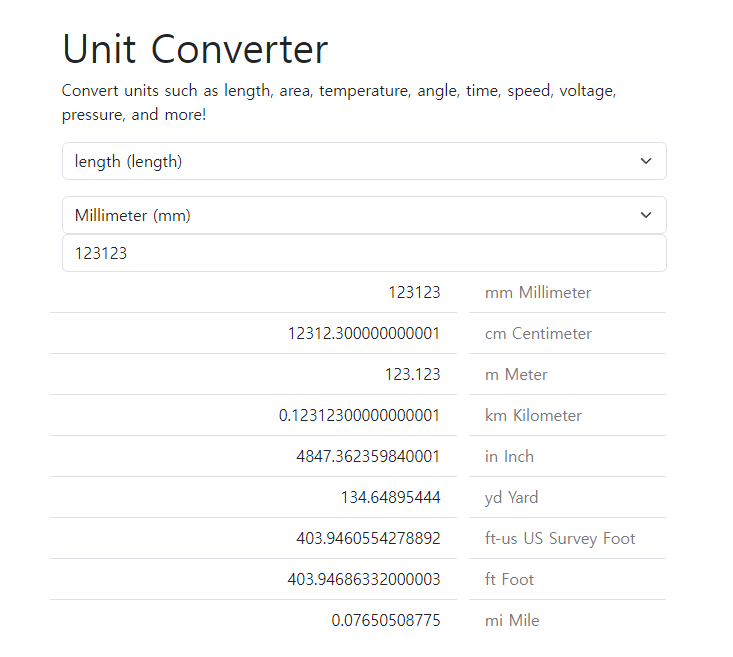 Unit Converter
Convert units such as length, area, temperature, angle, time, speed, voltage,
pressure, and more!
length (length)
Millimeter (mm)
123123
123123 mm Millimeter
12312.300000000001 cm Centimeter
123.123 m Meter
0.12312300000000001 km Kilometer
4847.362359840001 in Inch
134.64895444 yd Yard
403.9460554278892 ft-us US Survey Foot
403.94686332000003 ft Foot
0.07650508775 mi Mile